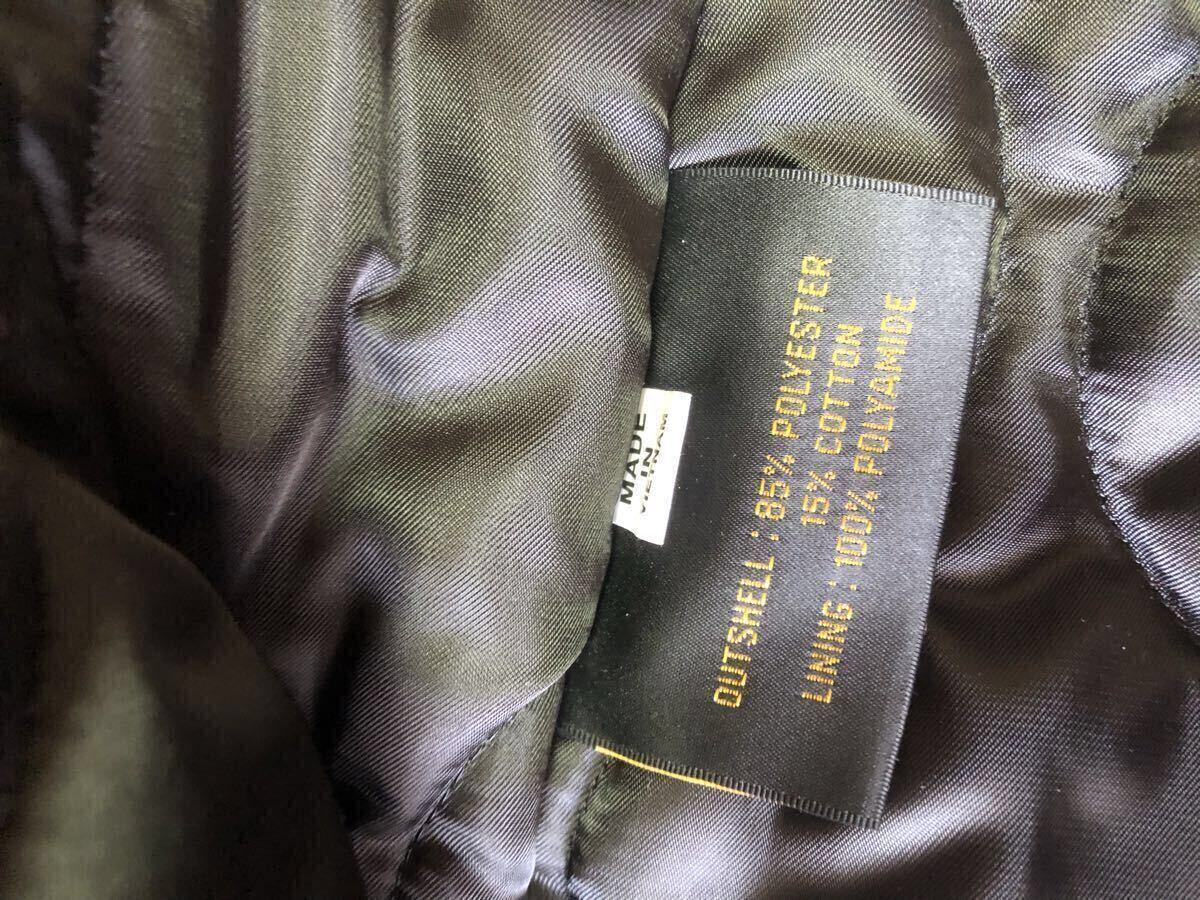 OUTSHELL : 85% POLYESTER
15% COTTON
LINING : 100% POLYAMIDE
MADE
IN
VIETNAM